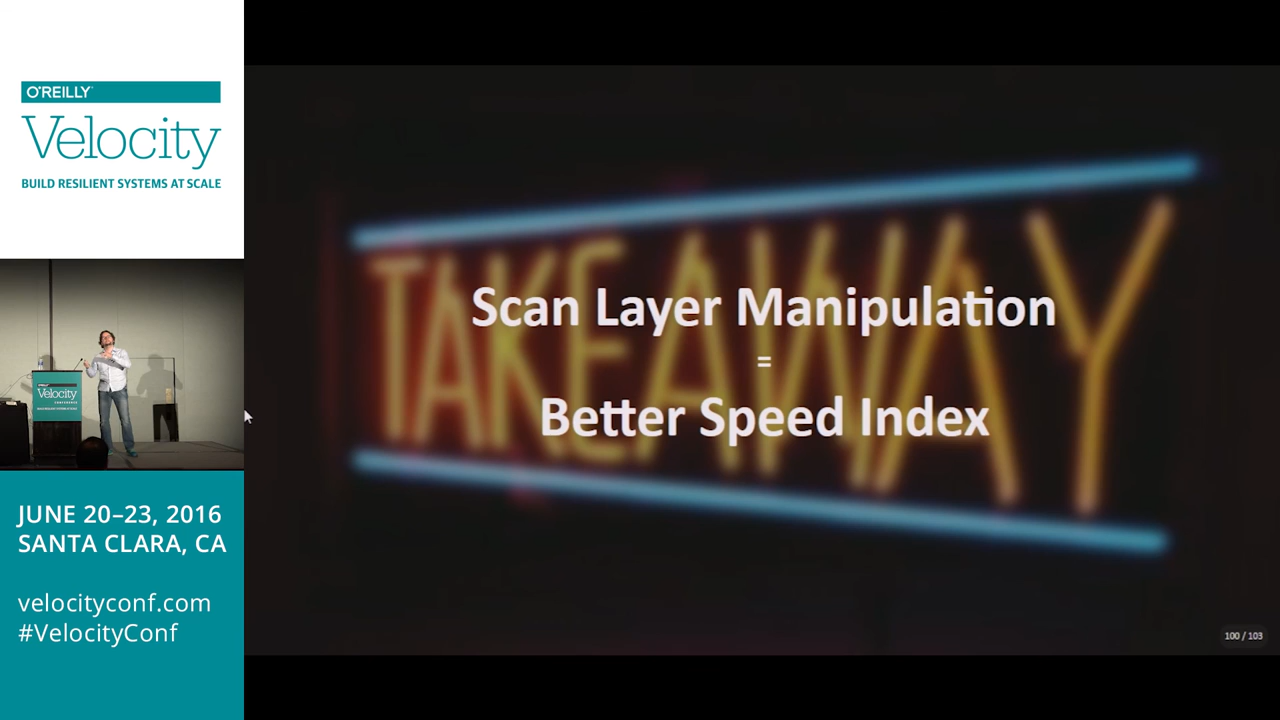 O'REILLY
Velocity
BUILD RESILIENT SYSTEMS AT SCALE
Velocity
JUNE 20–23, 2016
SANTA CLARA, CA
velocityconf.com
#VelocityConf
TAKEAWAY
Scan Layer Manipulation
=
Better Speed Index
100 / 103